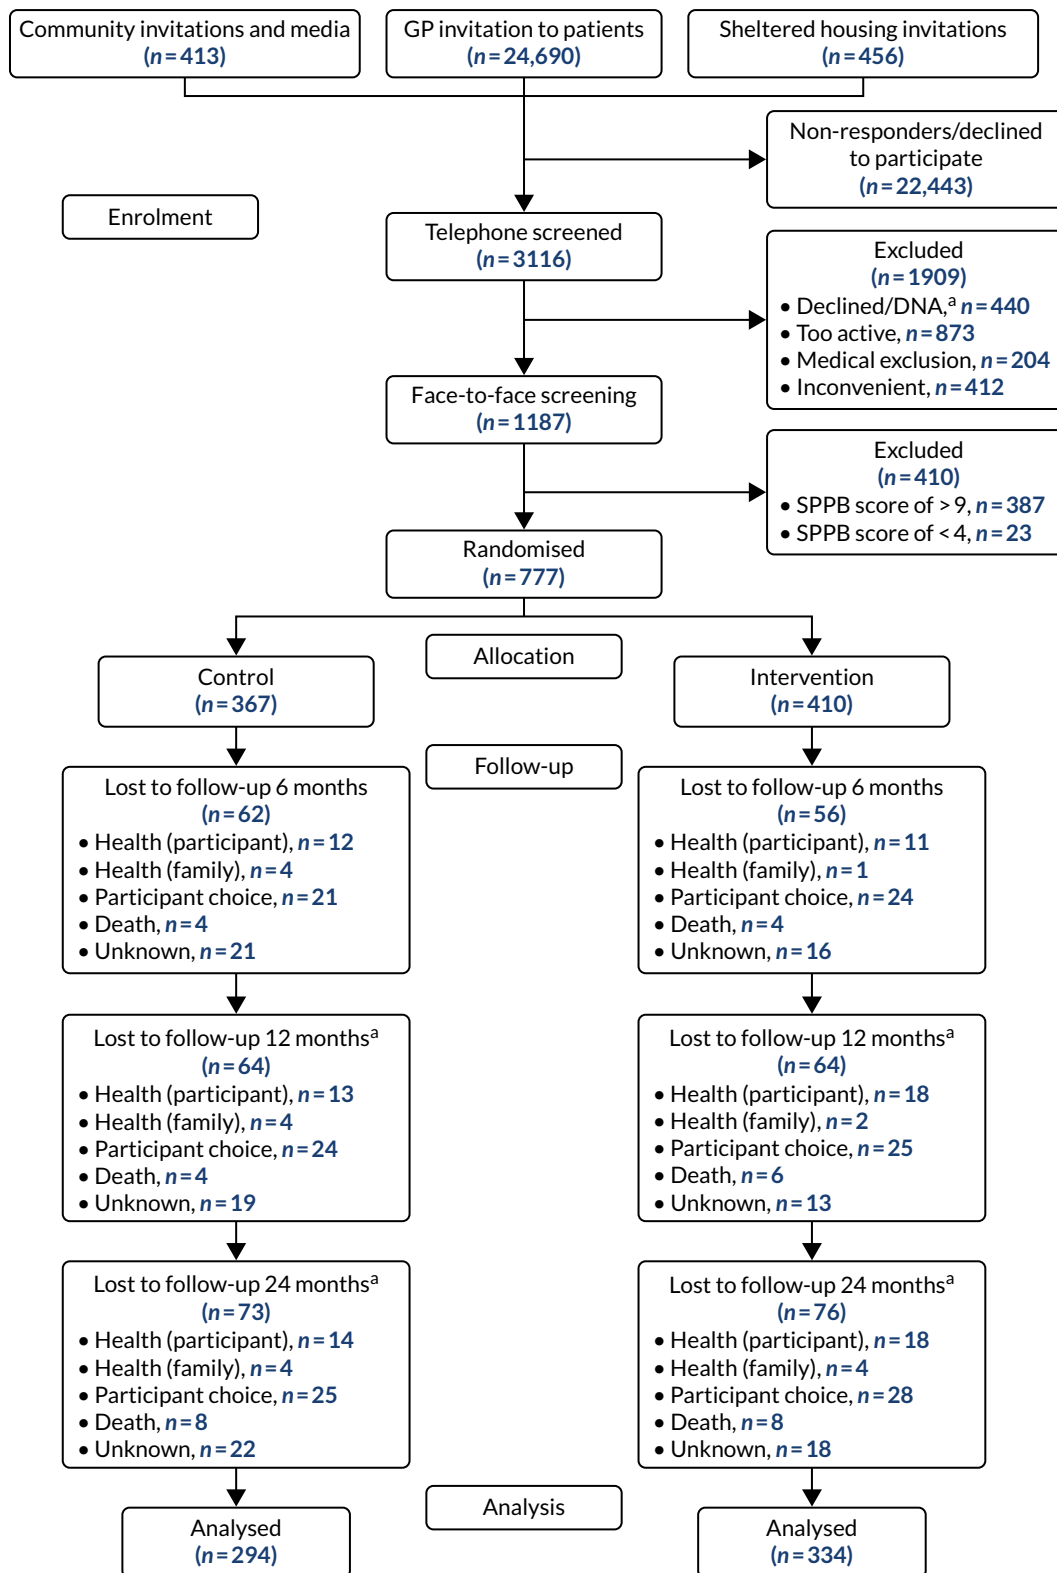 Community invitations and media
(n = 413)
GP invitation to patients
(n = 24,690)
Sheltered housing invitations
(n = 456)
Non-responders/declined
to participate
(n = 22,443)
Enrolment
Telephone screened
(n = 3116)
Excluded
(n = 1909)
• Declined/DNA,a n = 440
• Too active, n = 873
• Medical exclusion, n = 204
• Inconvenient, n = 412
Face-to-face screening
(n = 1187)
Excluded
(n = 410)
• SPPB score of > 9, n = 387
• SPPB score of < 4, n = 23
Randomised
(n = 777)
Allocation
Control
(n = 367)
Intervention
(n = 410)
Follow-up
Lost to follow-up 6 months
(n = 62)
• Health (participant), n = 12
• Health (family), n = 4
• Participant choice, n = 21
• Death, n = 4
• Unknown, n = 21
Lost to follow-up 6 months
(n = 56)
• Health (participant), n = 11
• Health (family), n = 1
• Participant choice, n = 24
• Death, n = 4
• Unknown, n = 16
Lost to follow-up 12 monthsa
(n = 64)
• Health (participant), n = 13
• Health (family), n = 4
• Participant choice, n = 24
• Death, n = 4
• Unknown, n = 19
Lost to follow-up 12 monthsa
(n = 64)
• Health (participant), n = 18
• Health (family), n = 2
• Participant choice, n = 25
• Death, n = 6
• Unknown, n = 13
Lost to follow-up 24 monthsa
(n = 73)
• Health (participant), n = 14
• Health (family), n = 4
• Participant choice, n = 25
• Death, n = 8
• Unknown, n = 22
Lost to follow-up 24 monthsa
(n = 76)
• Health (participant), n = 18
• Health (family), n = 4
• Participant choice, n = 28
• Death, n = 8
• Unknown, n = 18
Analysis
Analysed
(n = 294)
Analysed
(n = 334)